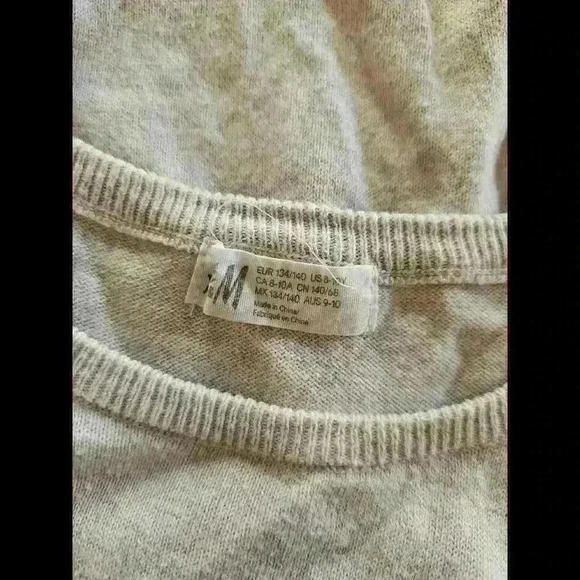 H&M
EUR 134/140 US 8-10Y
CA 8-10A CN 140/68
MX 134/140 AUS 9-10
Made in China/
Fabriqué en Chine